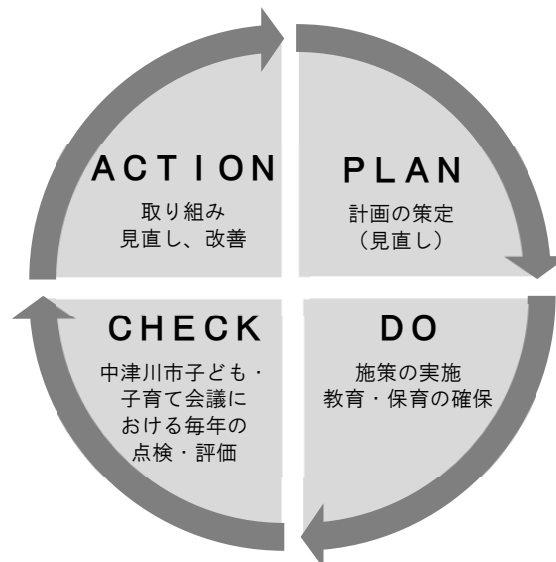 ACTION
取り組み
見直し、改善
PLAN
計画の策定
（見直し）
CHECK
中津川市子ども・
子育て会議に
おける毎年の
点検・評価
DO
施策の実施
教育・保育の確保